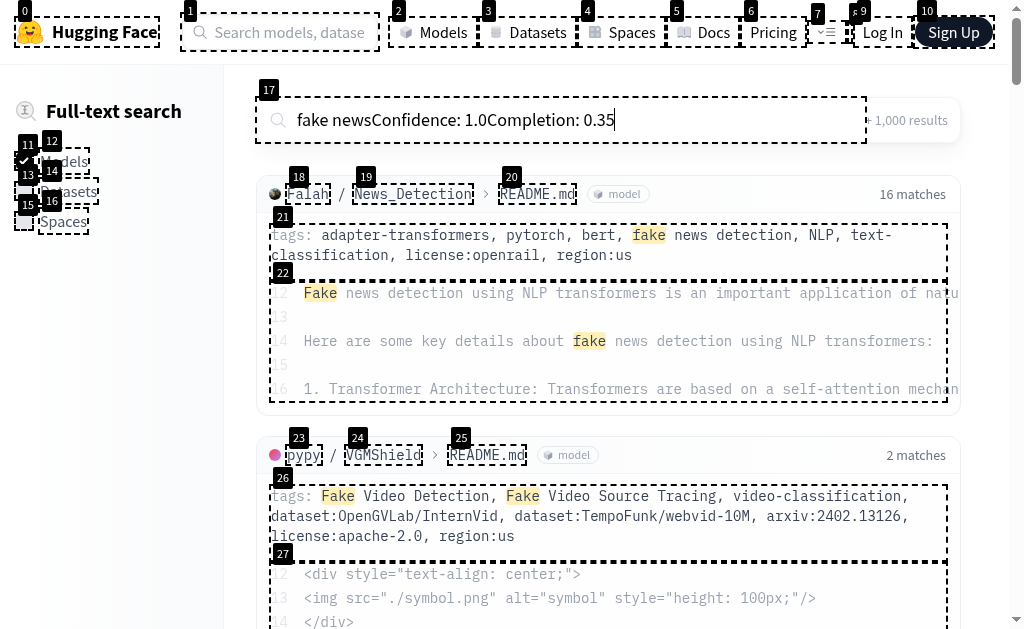 0
1
2
3
4
5
6
7
9
10
Hugging Face
Search models, datase
Models
Datasets
Spaces
Docs
Pricing
Log In
Sign Up
Full-text search
11
12
Models
13
14
Datasets
15
16
Spaces
17
fake newsConfidence: 1.0Completion: 0.35
+ 1,000 results
18
19
20
Falah / News_Detection › README.md
model
16 matches
21
tags: adapter-transformers, pytorch, bert, fake news detection, NLP, text-
classification, license:openrail, region:us
22
12 Fake news detection using NLP transformers is an important application of natu
13
14 Here are some key details about fake news detection using NLP transformers:
15
16 1. Transformer Architecture: Transformers are based on a self-attention mechan
23
24
25
pypy / VGMShield › README.md
model
2 matches
26
tags: Fake Video Detection, Fake Video Source Tracing, video-classification,
dataset:OpenGVLab/InternVid, dataset:TempoFunk/webvid-10M, arxiv:2402.13126,
license:apache-2.0, region:us
27
12 <div style="text-align: center;">
13 <img src="./symbol.png" alt="symbol" style="height: 100px;"/>
14 </div>